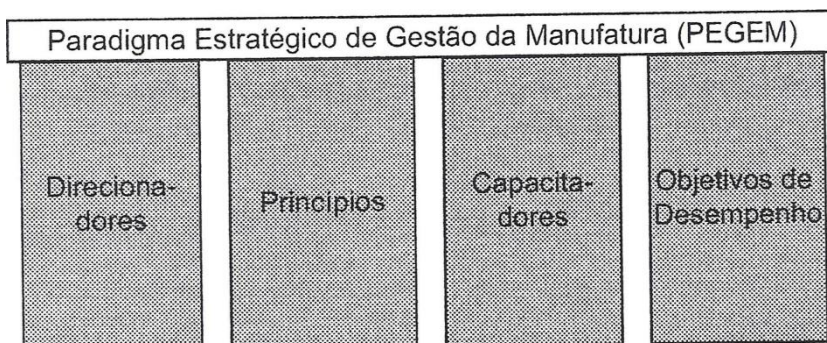 Paradigma Estratégico de Gestão da Manufatura (PEGEM)
Direciona-
dores
Princípios
Capacita-
dores
Objetivos de
Desempenho